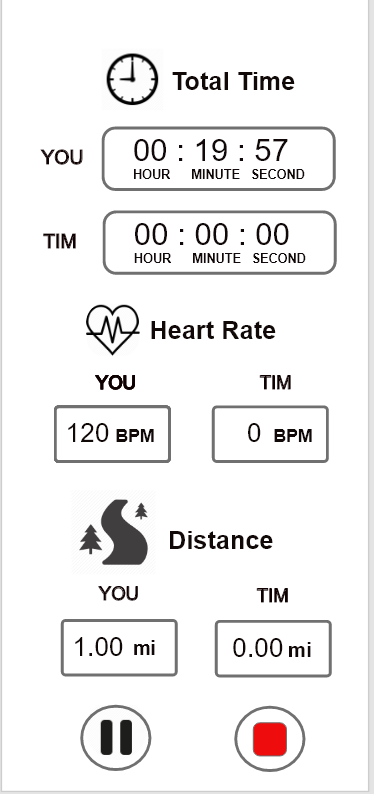 Total Time
YOU 00 : 19 : 57
HOUR MINUTE SECOND
TIM 00 : 00 : 00
HOUR MINUTE SECOND
Heart Rate
YOU TIM
120 BPM 0 BPM
Distance
YOU TIM
1.00 mi 0.00 mi